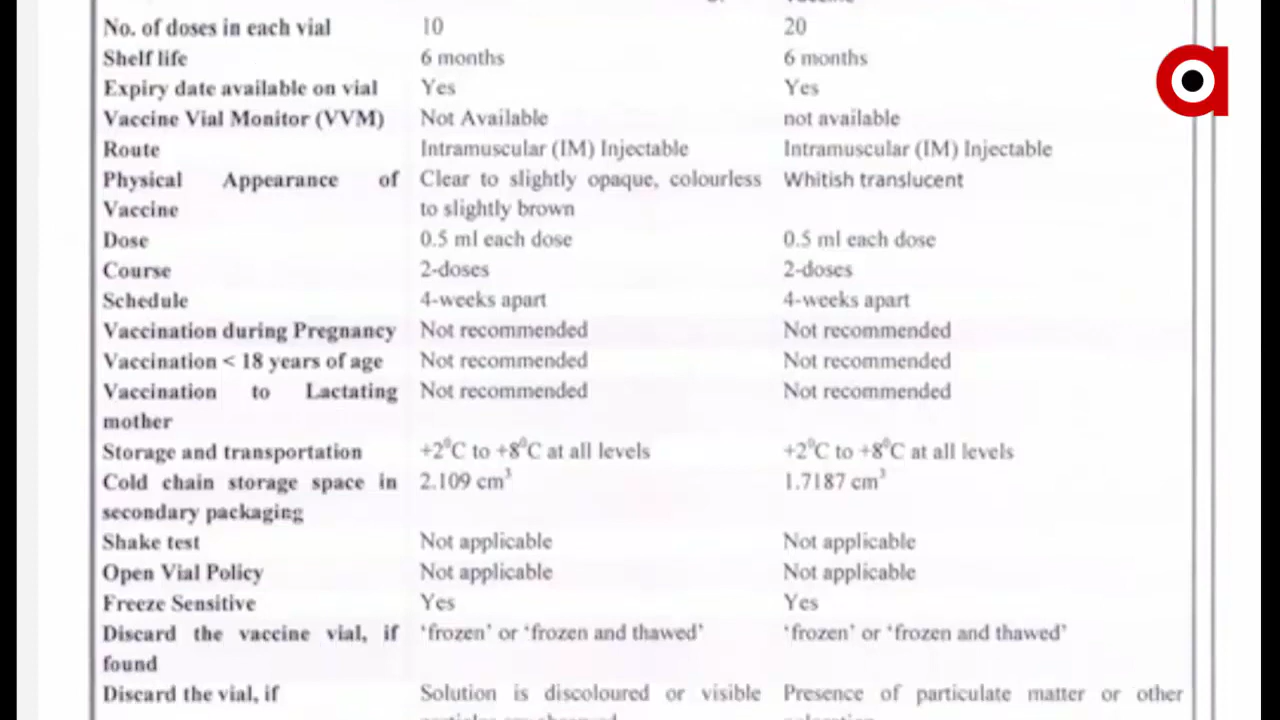 No. of doses in each vial 10 20
Shelf life 6 months 6 months
Expiry date available on vial Yes Yes
Vaccine Vial Monitor (VVM) Not Available not available
Route Intramuscular (IM) Injectable Intramuscular (IM) Injectable
Physical Appearance of Clear to slightly opaque, colourless Whitish translucent
Vaccine to slightly brown
Dose 0.5 ml each dose 0.5 ml each dose
Course 2-doses 2-doses
Schedule 4-weeks apart 4-weeks apart
Vaccination during Pregnancy Not recommended Not recommended
Vaccination < 18 years of age Not recommended Not recommended
Vaccination to Lactating Not recommended Not recommended
mother
Storage and transportation +2⁰C to +8⁰C at all levels +2⁰C to +8⁰C at all levels
Cold chain storage space in 2.109 cm³ 1.7187 cm³
secondary packaging
Shake test Not applicable Not applicable
Open Vial Policy Not applicable Not applicable
Freeze Sensitive Yes Yes
Discard the vaccine vial, if 'frozen' or 'frozen and thawed' 'frozen' or 'frozen and thawed'
found
Discard the vial, if Solution is discoloured or visible Presence of particulate matter or other